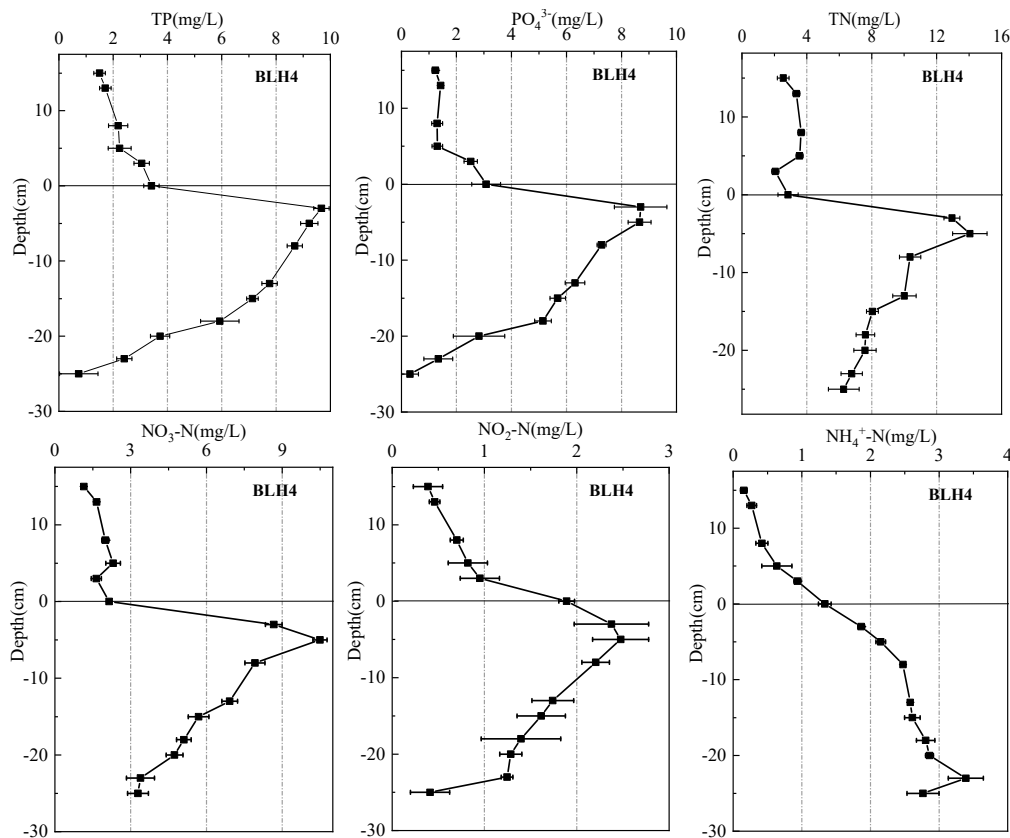 TP(mg/L)
0 2 4 6 8 10
BLH4
Depth(cm)
10
0
-10
-20
-30
PO₄³⁻(mg/L)
0 2 4 6 8 10
BLH4
Depth(cm)
10
0
-10
-20
-30
TN(mg/L)
0 4 8 12 16
BLH4
Depth(cm)
10
0
-10
-20
NO₃-N(mg/L)
0 3 6 9
BLH4
Depth(cm)
10
0
-10
-20
-30
NO₂-N(mg/L)
0 1 2 3
BLH4
Depth(cm)
10
0
-10
-20
-30
NH₄⁺-N(mg/L)
0 1 2 3 4
BLH4
Depth(cm)
10
0
-10
-20
-30